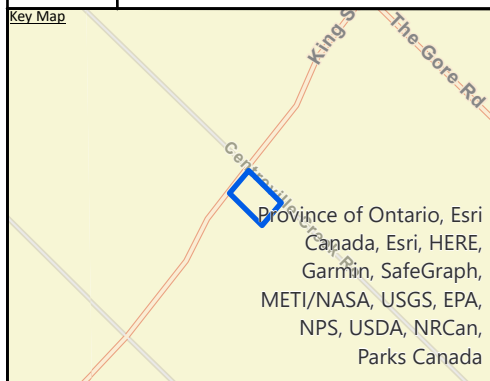 Key Map
King S
The Gore Rd
Centreville Creek Rd
Province of Ontario, Esri
Canada, Esri, HERE,
Garmin, SafeGraph,
METI/NASA, USGS, EPA,
NPS, USDA, NRCan,
Parks Canada